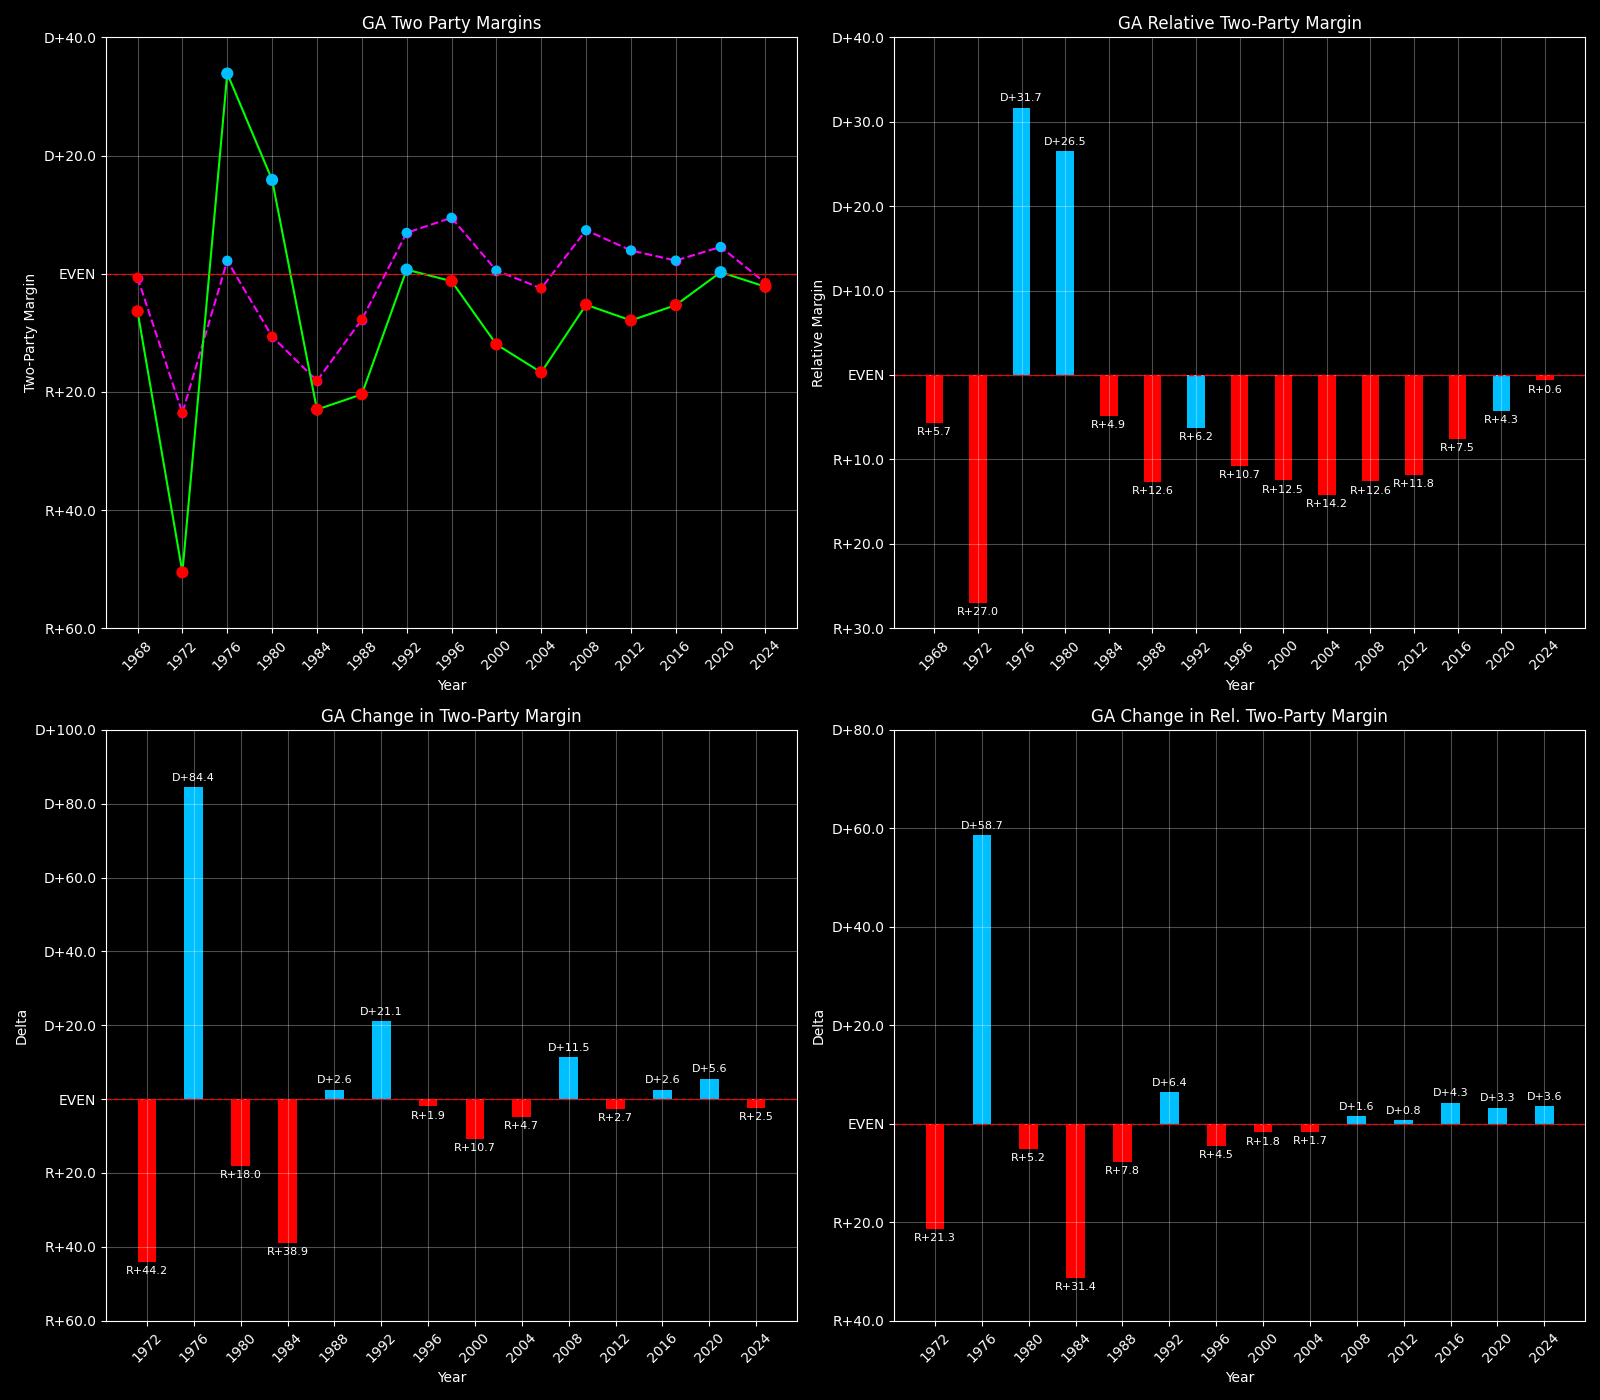 GA Two Party Margins
D+40.0
D+20.0
EVEN
R+20.0
R+40.0
R+60.0
Two-Party Margin
1968
1972
1976
1980
1984
1988
1992
1996
2000
2004
2008
2012
2016
2020
2024
Year
GA Relative Two-Party Margin
D+40.0
D+30.0
D+20.0
D+10.0
EVEN
R+10.0
R+20.0
R+30.0
Relative Margin
R+5.7
R+27.0
D+31.7
D+26.5
R+4.9
R+12.6
R+6.2
R+10.7
R+12.5
R+14.2
R+12.6
R+11.8
R+7.5
R+4.3
R+0.6
1968
1972
1976
1980
1984
1988
1992
1996
2000
2004
2008
2012
2016
2020
2024
Year
GA Change in Two-Party Margin
D+100.0
D+80.0
D+60.0
D+40.0
D+20.0
EVEN
R+20.0
R+40.0
R+60.0
Delta
R+44.2
D+84.4
R+18.0
R+38.9
D+2.6
D+21.1
R+1.9
R+10.7
R+4.7
D+11.5
R+2.7
D+2.6
D+5.6
R+2.5
1972
1976
1980
1984
1988
1992
1996
2000
2004
2008
2012
2016
2020
2024
Year
GA Change in Rel. Two-Party Margin
D+80.0
D+60.0
D+40.0
D+20.0
EVEN
R+20.0
R+40.0
Delta
R+21.3
D+58.7
R+5.2
R+31.4
R+7.8
D+6.4
R+4.5
R+1.8
R+1.7
D+1.6
D+0.8
D+4.3
D+3.3
D+3.6
1972
1976
1980
1984
1988
1992
1996
2000
2004
2008
2012
2016
2020
2024
Year